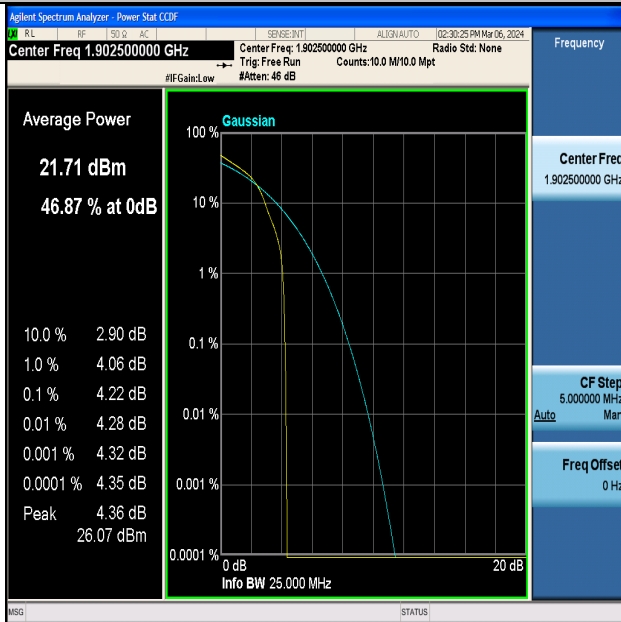 Agilent Spectrum Analyzer - Power Stat CCDF
LXI RL RF 50 Ω AC SENSE:INT ALIGN AUTO 02:30:25 PM Mar 06, 2024
Center Freq 1.902500000 GHz
Center Freq: 1.902500000 GHz Radio Std: None
Trig: Free Run Counts:10.0 M/10.0 Mpt
#IFGain:Low #Atten: 46 dB
Frequency
Average Power
21.71 dBm
46.87 % at 0dB
10.0 % 2.90 dB
1.0 % 4.06 dB
0.1 % 4.22 dB
0.01 % 4.28 dB
0.001 % 4.32 dB
0.0001 % 4.35 dB
Peak 4.36 dB
26.07 dBm
Gaussian
100 %
10 %
1 %
0.1 %
0.01 %
0.001 %
0.0001 %
0 dB 20 dB
Info BW 25.000 MHz
Center Freq
1.902500000 GHz
CF Step
5.000000 MHz
Auto Man
Freq Offset
0 Hz
MSG STATUS